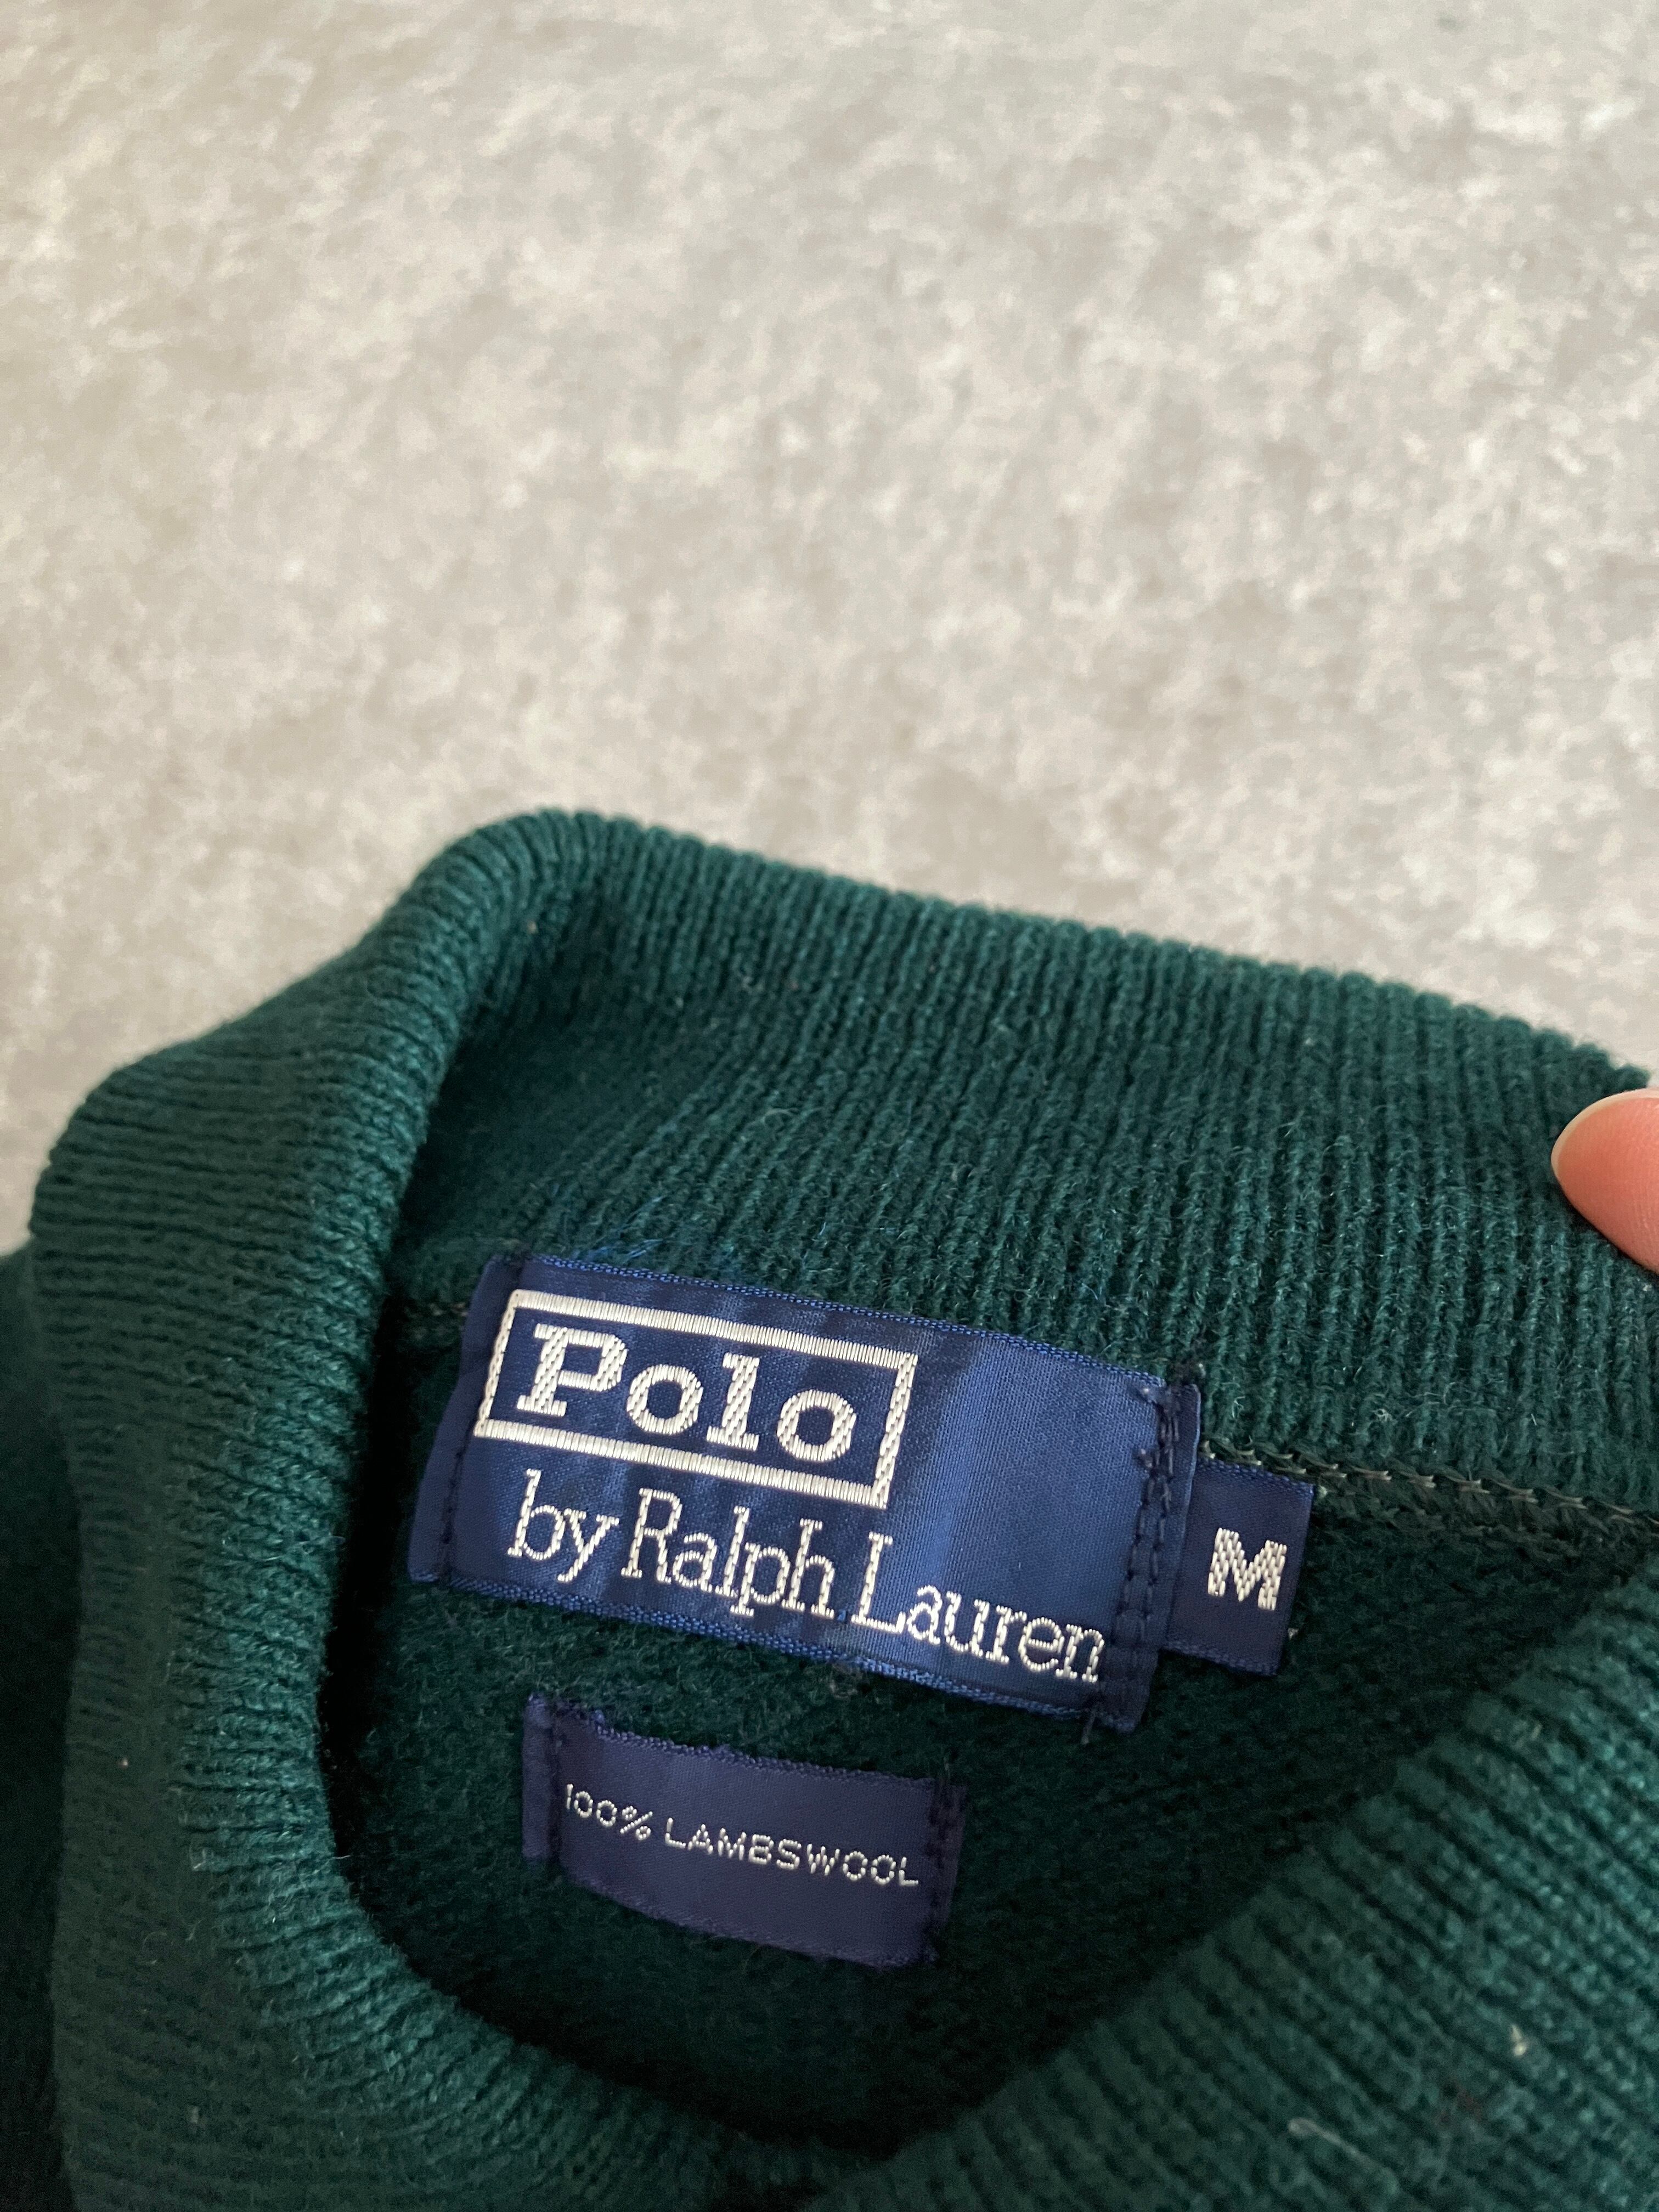 Polo
by Ralph Lauren
M
100% LAMBSWOOL